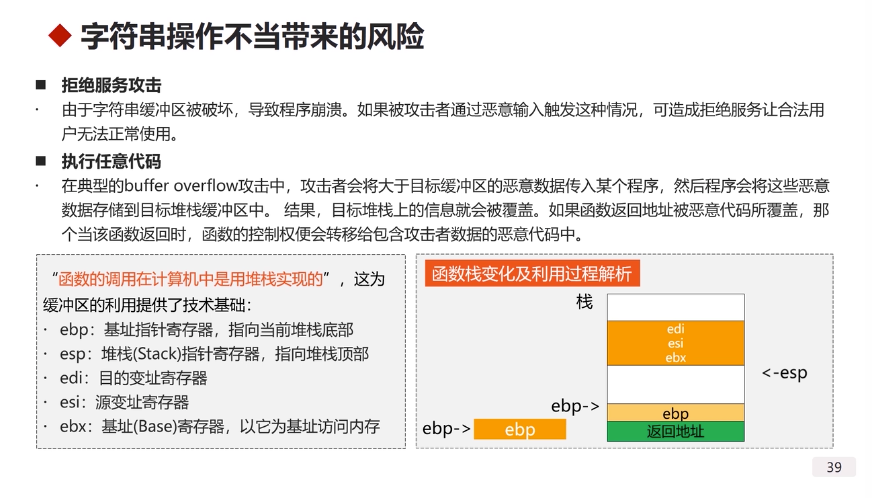 字符串操作不当带来的风险
■ 拒绝服务攻击
· 由于字符串缓冲区被破坏，导致程序崩溃。如果被攻击者通过恶意输入触发这种情况，可造成拒绝服务让合法用
户无法正常使用。
■ 执行任意代码
· 在典型的buffer overflow攻击中，攻击者会将大于目标缓冲区的恶意数据传入某个程序，然后程序会将这些恶意
数据存储到目标堆栈缓冲区中。 结果，目标堆栈上的信息就会被覆盖。如果函数返回地址被恶意代码所覆盖，那
个当该函数返回时，函数的控制权便会转移给包含攻击者数据的恶意代码中。
“函数的调用在计算机中是用堆栈实现的”，这为
缓冲区的利用提供了技术基础：
· ebp：基址指针寄存器，指向当前堆栈底部
· esp：堆栈(Stack)指针寄存器，指向堆栈顶部
· edi：目的变址寄存器
· esi：源变址寄存器
· ebx：基址(Base)寄存器，以它为基址访问内存
函数栈变化及利用过程解析
栈
edi
esi
ebx
<-esp
ebp->
ebp
ebp->
ebp
返回地址
39